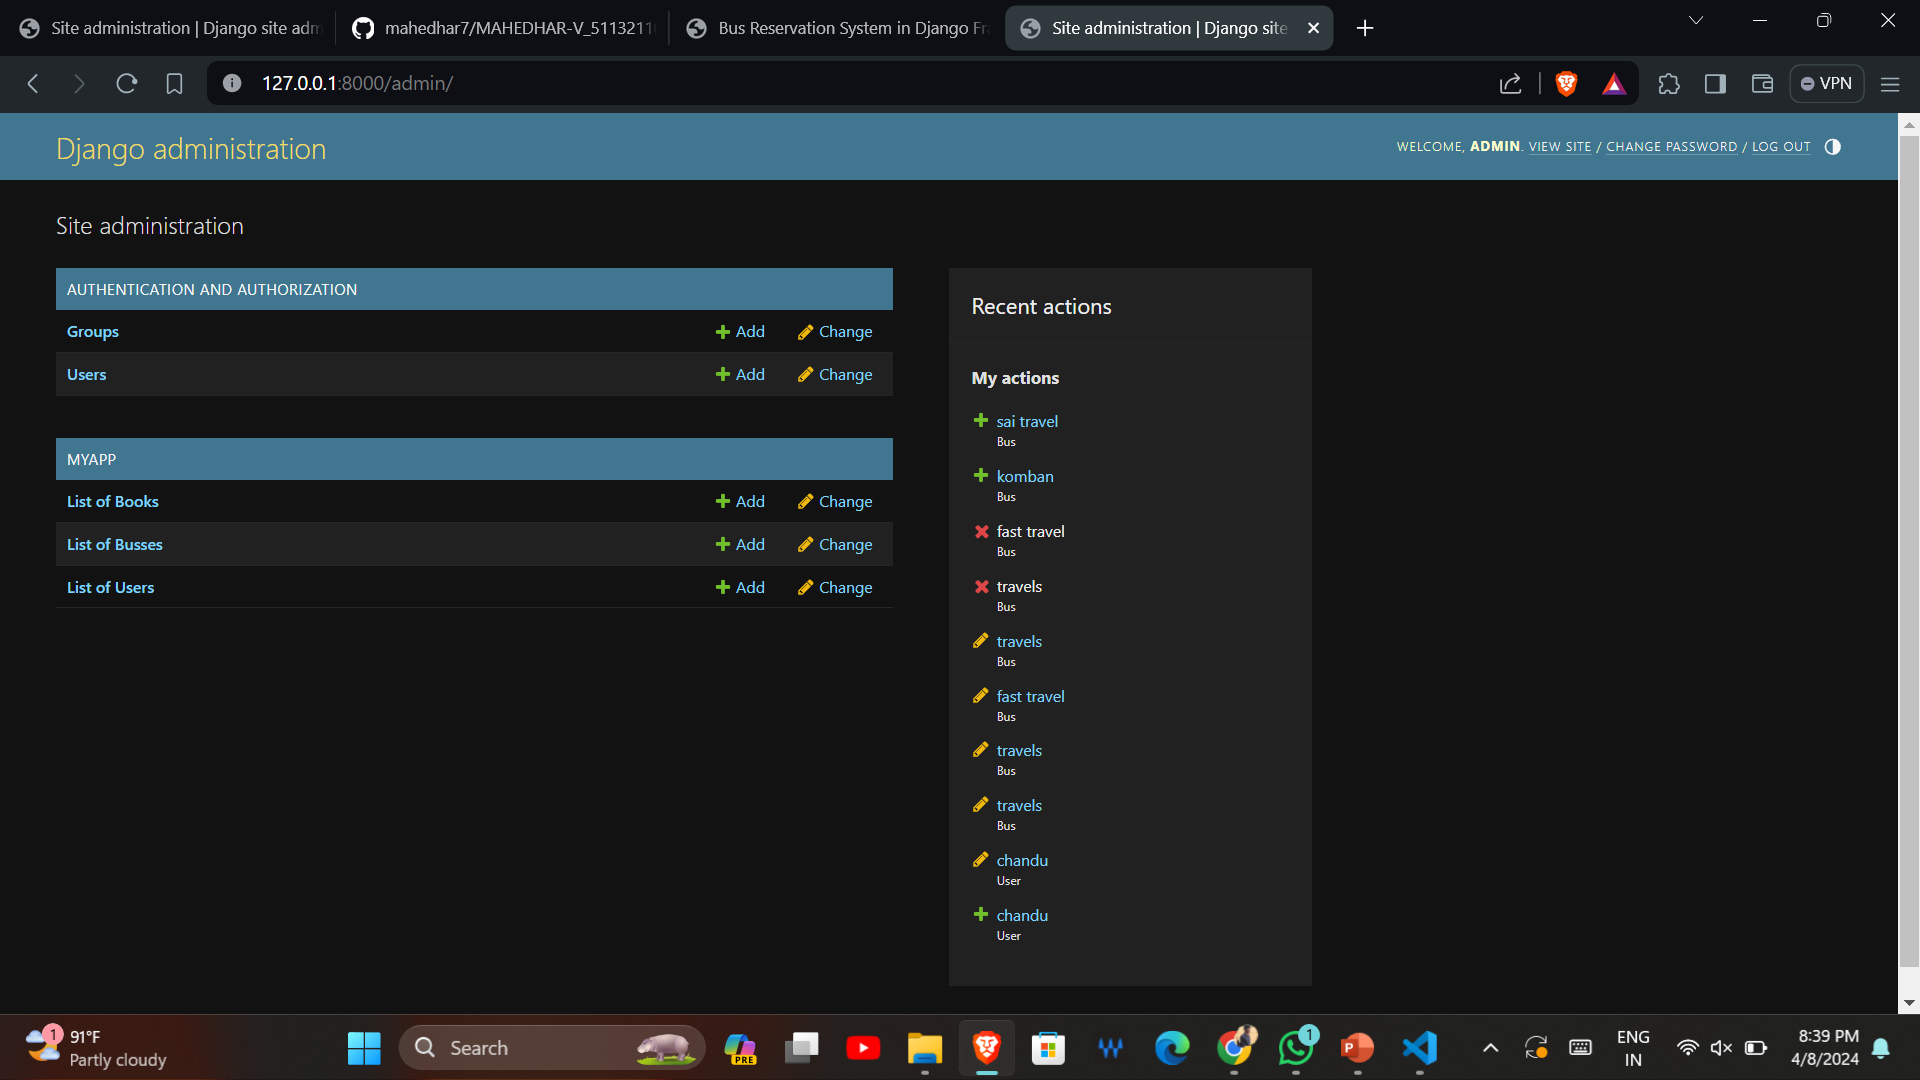 Site administration | Django site adm
mahedhar7/MAHEDHAR-V_5113211
Bus Reservation System in Django Fr
Site administration | Django site
127.0.0.1:8000/admin/
VPN
Django administration
WELCOME, ADMIN. VIEW SITE / CHANGE PASSWORD / LOG OUT
Site administration
AUTHENTICATION AND AUTHORIZATION
Groups Add Change
Users Add Change
MYAPP
List of Books Add Change
List of Busses Add Change
List of Users Add Change
Recent actions
My actions
sai travel
Bus
komban
Bus
fast travel
Bus
travels
Bus
travels
Bus
fast travel
Bus
travels
Bus
travels
Bus
chandu
User
chandu
User
1
91°F
Partly cloudy
Search
PRE
1
ENG
IN
8:39 PM
4/8/2024